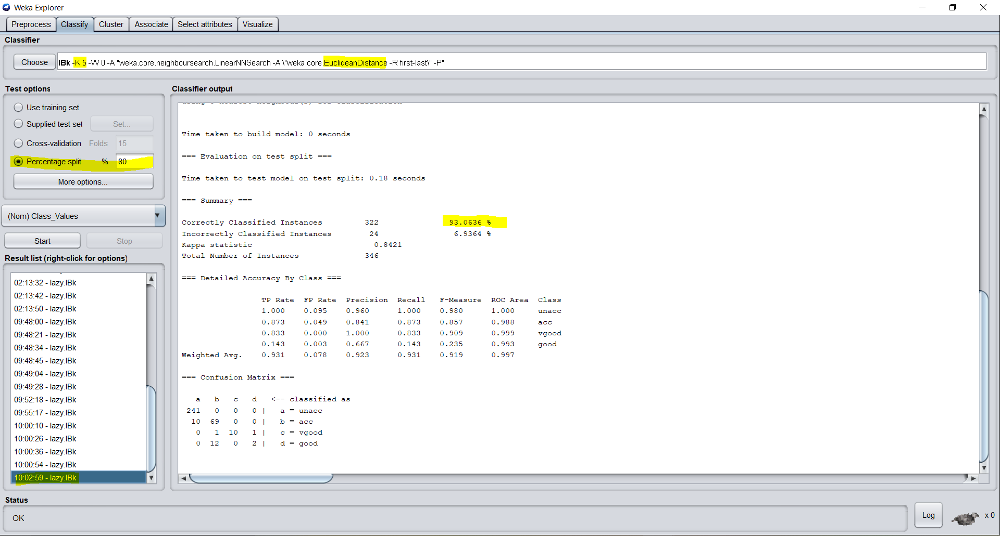 Weka Explorer
Preprocess Classify Cluster Associate Select attributes Visualize
Classifier
Choose IBk -K 5 -W 0 -A "weka.core.neighboursearch.LinearNNSearch -A \"weka.core.EuclideanDistance -R first-last\" -P"
Test options
Use training set
Supplied test set Set...
Cross-validation Folds 15
Percentage split % 80
More options...
(Nom) Class_Values
Start Stop
Result list (right-click for options)
02:13:32 - lazy.IBk
02:13:42 - lazy.IBk
02:13:50 - lazy.IBk
09:48:00 - lazy.IBk
09:48:21 - lazy.IBk
09:48:34 - lazy.IBk
09:48:45 - lazy.IBk
09:49:04 - lazy.IBk
09:49:28 - lazy.IBk
09:52:18 - lazy.IBk
09:55:17 - lazy.IBk
10:00:10 - lazy.IBk
10:00:26 - lazy.IBk
10:00:36 - lazy.IBk
10:00:54 - lazy.IBk
10:02:59 - lazy.IBk
Classifier output
Time taken to build model: 0 seconds
=== Evaluation on test split ===
Time taken to test model on test split: 0.18 seconds
=== Summary ===
Correctly Classified Instances 322 93.0636 %
Incorrectly Classified Instances 24 6.9364 %
Kappa statistic 0.8421
Total Number of Instances 346
=== Detailed Accuracy By Class ===
TP Rate FP Rate Precision Recall F-Measure ROC Area Class
1.000 0.095 0.960 1.000 0.980 1.000 unacc
0.873 0.049 0.841 0.873 0.857 0.988 acc
0.833 0.000 1.000 0.833 0.909 0.999 vgood
0.143 0.003 0.667 0.143 0.235 0.993 good
Weighted Avg. 0.931 0.078 0.923 0.931 0.919 0.997
=== Confusion Matrix ===
a b c d <-- classified as
241 0 0 0 | a = unacc
10 69 0 0 | b = acc
0 1 10 1 | c = vgood
0 12 0 2 | d = good
Status
OK
Log
x 0